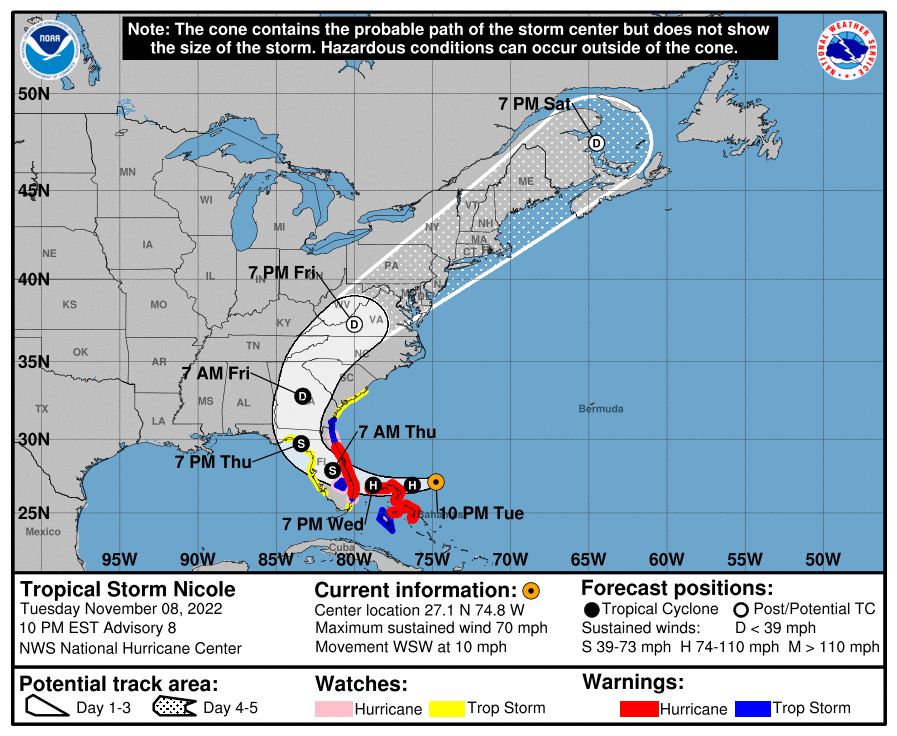 Note: The cone contains the probable path of the storm center but does not show
the size of the storm. Hazardous conditions can occur outside of the cone.
NOAA
NATIONAL WEATHER SERVICE
50N
7 PM Sat
D
MN
ME
45N
WI
VT
NH
MI
NY
MA
CT
NE
IA
PA
40N
7 PM Fri
IL
IN
WV
D
VA
KS
MO
KY
35N
NC
TN
OK
AR
7 AM Fri
SC
D
MS
AL
TX
Bermuda
LA
30N
7 AM Thu
S
7 PM Thu
FL
S
H
H
25N
7 PM Wed
Bahamas
10 PM Tue
Mexico
Cuba
95W 90W 85W 80W 75W 70W 65W 60W 55W 50W
Tropical Storm Nicole
Tuesday November 08, 2022
10 PM EST Advisory 8
NWS National Hurricane Center
Current information:
Center location 27.1 N 74.8 W
Maximum sustained wind 70 mph
Movement WSW at 10 mph
Forecast positions:
Tropical Cyclone Post/Potential TC
Sustained winds: D < 39 mph
S 39-73 mph H 74-110 mph M > 110 mph
Potential track area:
Day 1-3 Day 4-5
Watches:
Hurricane Trop Storm
Warnings:
Hurricane Trop Storm